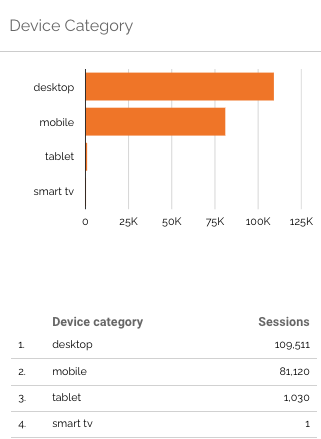 Device Category
desktop
mobile
tablet
smart tv
0 25K 50K 75K 100K 125K
Device category Sessions
1. desktop 109,511
2. mobile 81,120
3. tablet 1,030
4. smart tv 1